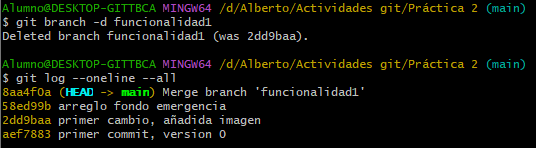 Alumno@DESKTOP-GITTBCA MINGW64 /d/Alberto/Actividades git/Práctica 2 (main)
$ git branch -d funcionalidad1
Deleted branch funcionalidad1 (was 2dd9baa).
Alumno@DESKTOP-GITTBCA MINGW64 /d/Alberto/Actividades git/Práctica 2 (main)
$ git log --oneline --all
8aa4f0a (HEAD -> main) Merge branch 'funcionalidad1'
58ed99b arreglo fondo emergencia
2dd9baa primer cambio, añadida imagen
aef7883 primer commit, version 0